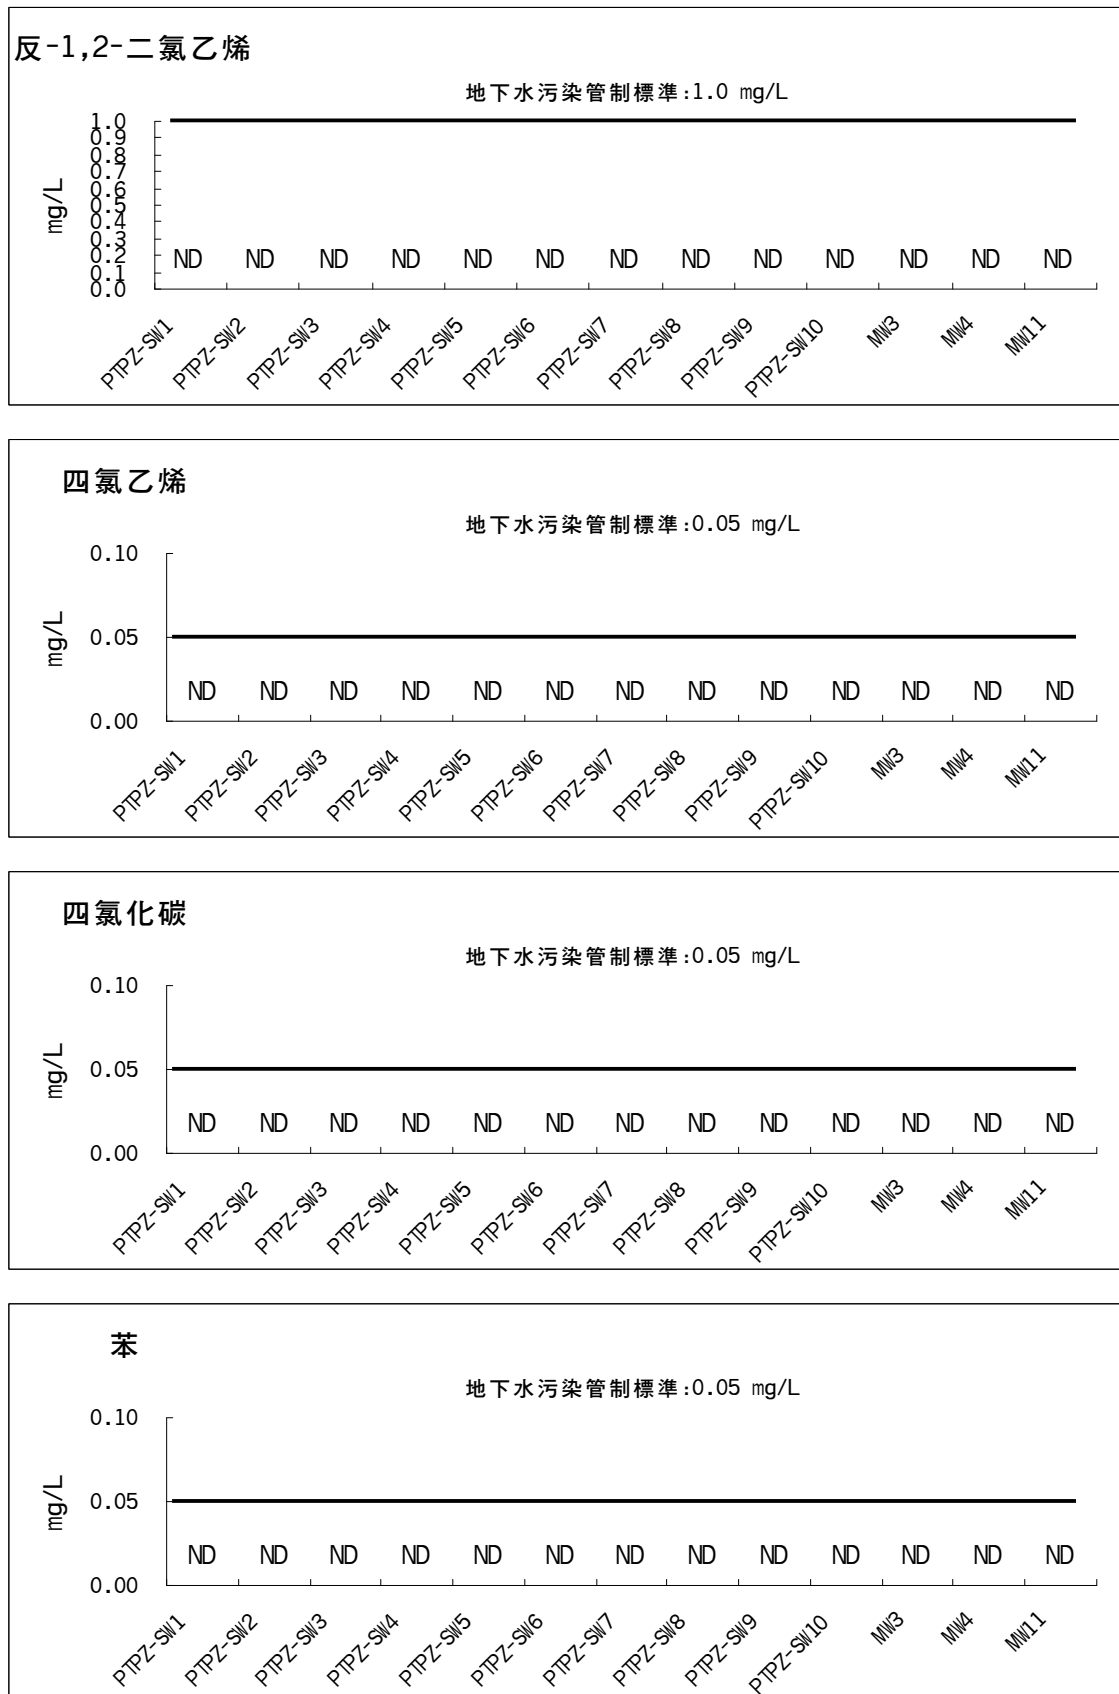 反-1,2-二氯乙烯
地下水污染管制標準:1.0 mg/L
mg/L
1.0
0.9
0.8
0.7
0.6
0.5
0.4
0.3
0.2
0.1
0.0
ND ND ND ND ND ND ND ND ND ND ND ND ND
PTPZ-SW1 PTPZ-SW2 PTPZ-SW3 PTPZ-SW4 PTPZ-SW5 PTPZ-SW6 PTPZ-SW7 PTPZ-SW8 PTPZ-SW9 PTPZ-SW10 MW3 MW4 MW11
四氯乙烯
地下水污染管制標準:0.05 mg/L
mg/L
0.10
0.05
0.00
ND ND ND ND ND ND ND ND ND ND ND ND ND
PTPZ-SW1 PTPZ-SW2 PTPZ-SW3 PTPZ-SW4 PTPZ-SW5 PTPZ-SW6 PTPZ-SW7 PTPZ-SW8 PTPZ-SW9 PTPZ-SW10 MW3 MW4 MW11
四氯化碳
地下水污染管制標準:0.05 mg/L
mg/L
0.10
0.05
0.00
ND ND ND ND ND ND ND ND ND ND ND ND ND
PTPZ-SW1 PTPZ-SW2 PTPZ-SW3 PTPZ-SW4 PTPZ-SW5 PTPZ-SW6 PTPZ-SW7 PTPZ-SW8 PTPZ-SW9 PTPZ-SW10 MW3 MW4 MW11
苯
地下水污染管制標準:0.05 mg/L
mg/L
0.10
0.05
0.00
ND ND ND ND ND ND ND ND ND ND ND ND ND
PTPZ-SW1 PTPZ-SW2 PTPZ-SW3 PTPZ-SW4 PTPZ-SW5 PTPZ-SW6 PTPZ-SW7 PTPZ-SW8 PTPZ-SW9 PTPZ-SW10 MW3 MW4 MW11